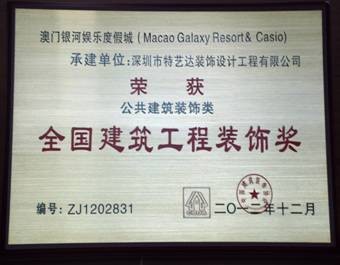 澳门银河娱乐度假城(Macao Galaxy Resort& Casio)
承建单位:深圳市特艺达装饰设计工程有限公司
荣 获
公共建筑装饰类
全国建筑工程装饰奖
编号:ZJ1202831
二〇一二年十二月